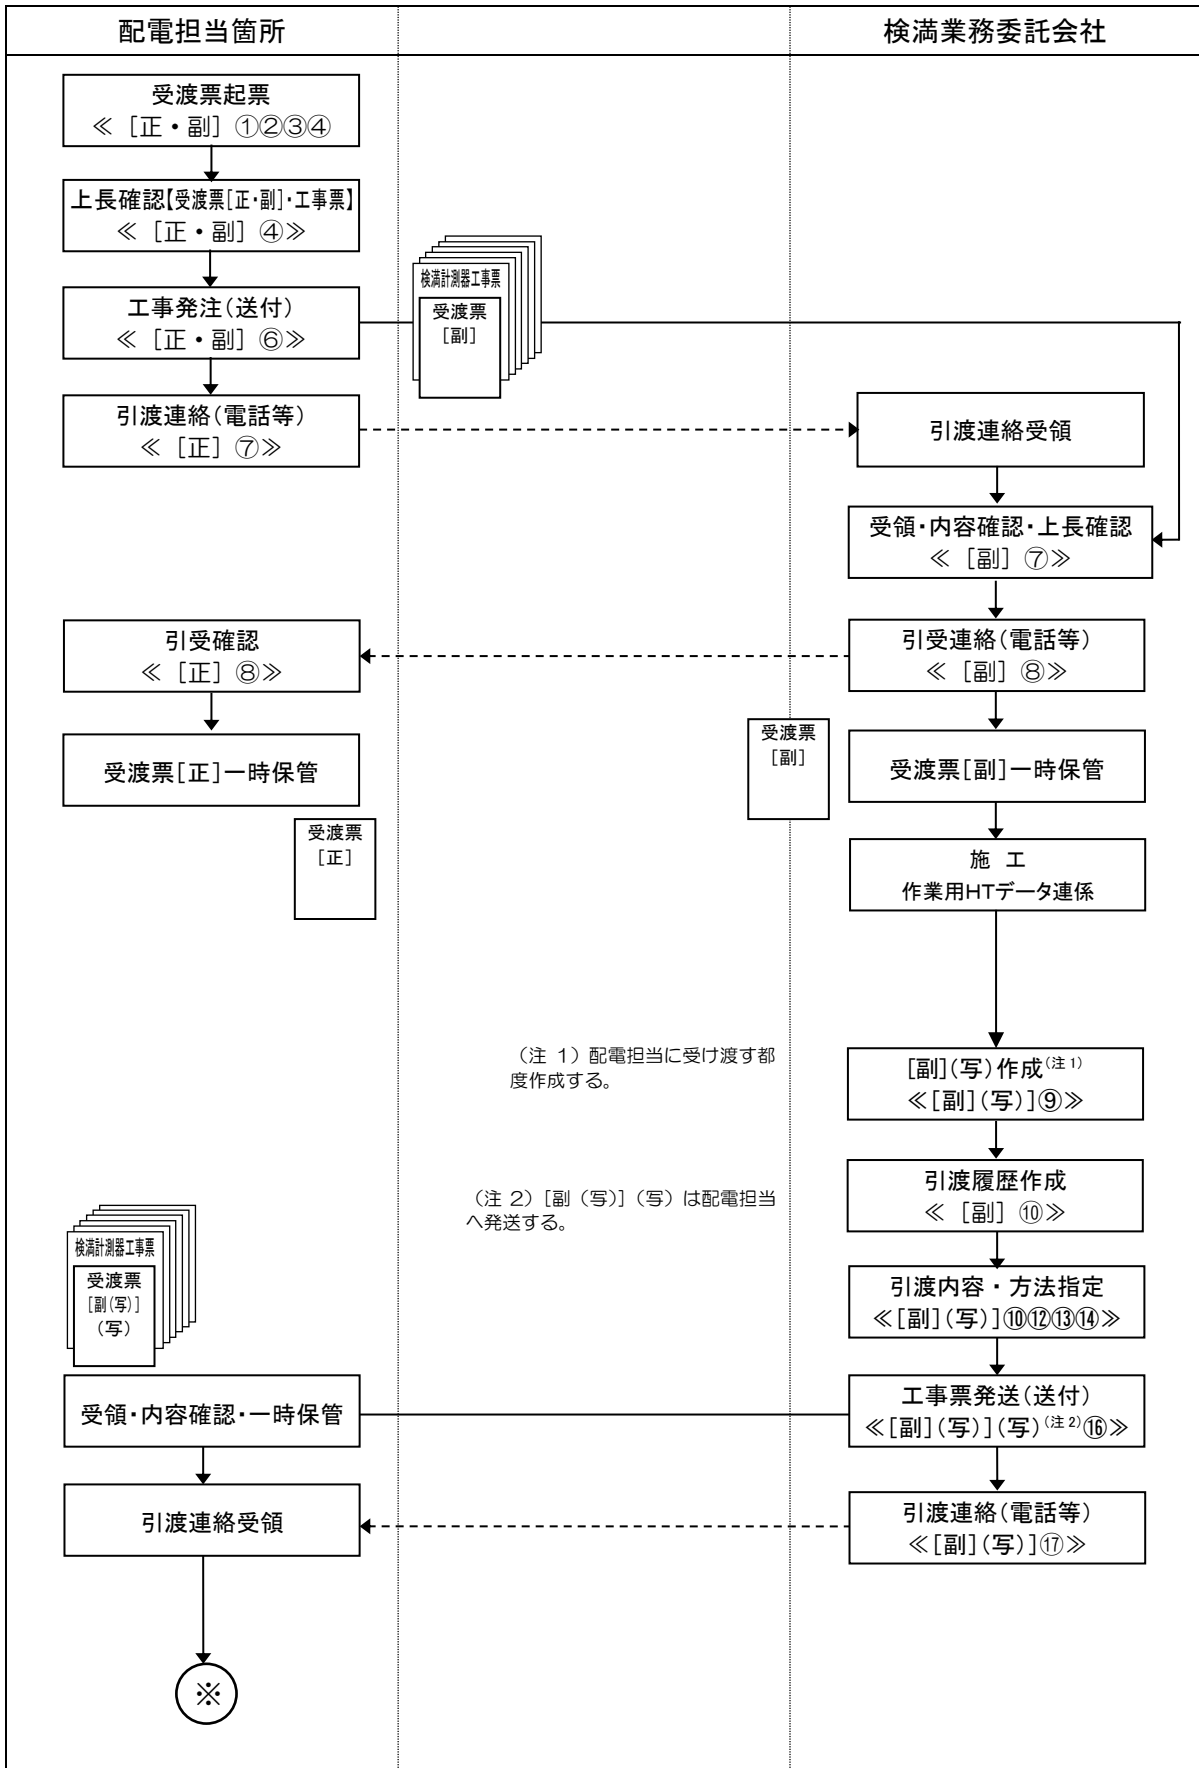 配電担当箇所
検満業務委託会社
受渡票起票
≪ [正・副] ①②③④
上長確認【受渡票[正・副]・工事票】
≪ [正・副] ④≫
検満計測器工事票
受渡票
[副]
工事発注(送付)
≪ [正・副] ⑥≫
引渡連絡(電話等)
≪ [正] ⑦≫
引渡連絡受領
受領・内容確認・上長確認
≪ [副] ⑦≫
引受確認
≪ [正] ⑧≫
引受連絡(電話等)
≪ [副] ⑧≫
受渡票[正]一時保管
受渡票
[副]
受渡票[副]一時保管
受渡票
[正]
施 工
作業用HTデータ連係
(注 1)配電担当に受け渡す都
度作成する。
[副](写)作成(注1)
≪[副](写)]⑨≫
引渡履歴作成
≪ [副] ⑩≫
(注 2)[副(写)](写)は配電担当
へ発送する。
検満計測器工事票
受渡票
[副(写)]
(写)
引渡内容・方法指定
≪[副](写)]⑩⑫⑬⑭≫
受領・内容確認・一時保管
工事票発送(送付)
≪[副](写)](写)(注2)⑯≫
引渡連絡受領
引渡連絡(電話等)
≪[副](写)]⑰≫
※